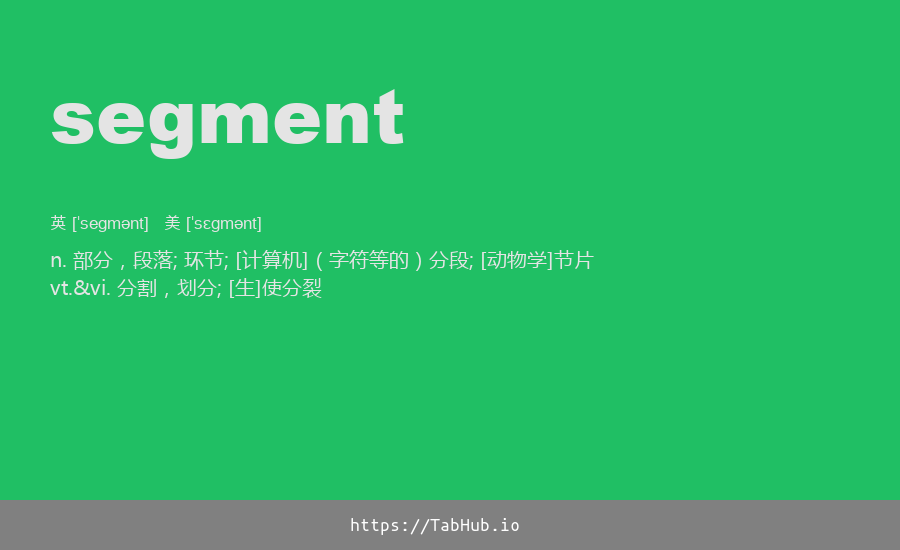 segment
英 [ˈseɡmənt] 美 [ˈsɛɡmənt]
n. 部分，段落; 环节; [计算机]（字符等的）分段; [动物学]节片
vt.&vi. 分割，划分; [生]使分裂
https://TabHub.io